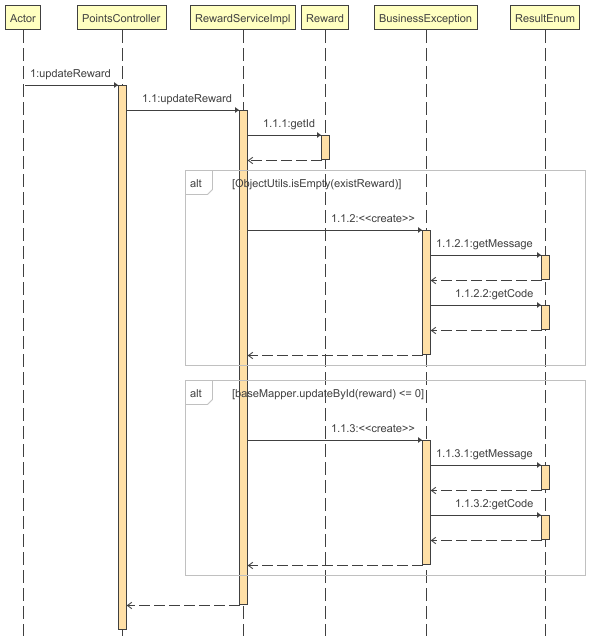 Actor
PointsController
RewardServiceImpl
Reward
BusinessException
ResultEnum
1:updateReward
1.1:updateReward
1.1.1:getId
alt
[ObjectUtils.isEmpty(existReward)]
1.1.2:<<create>>
1.1.2.1:getMessage
1.1.2.2:getCode
alt
[baseMapper.updateById(reward) <= 0]
1.1.3:<<create>>
1.1.3.1:getMessage
1.1.3.2:getCode